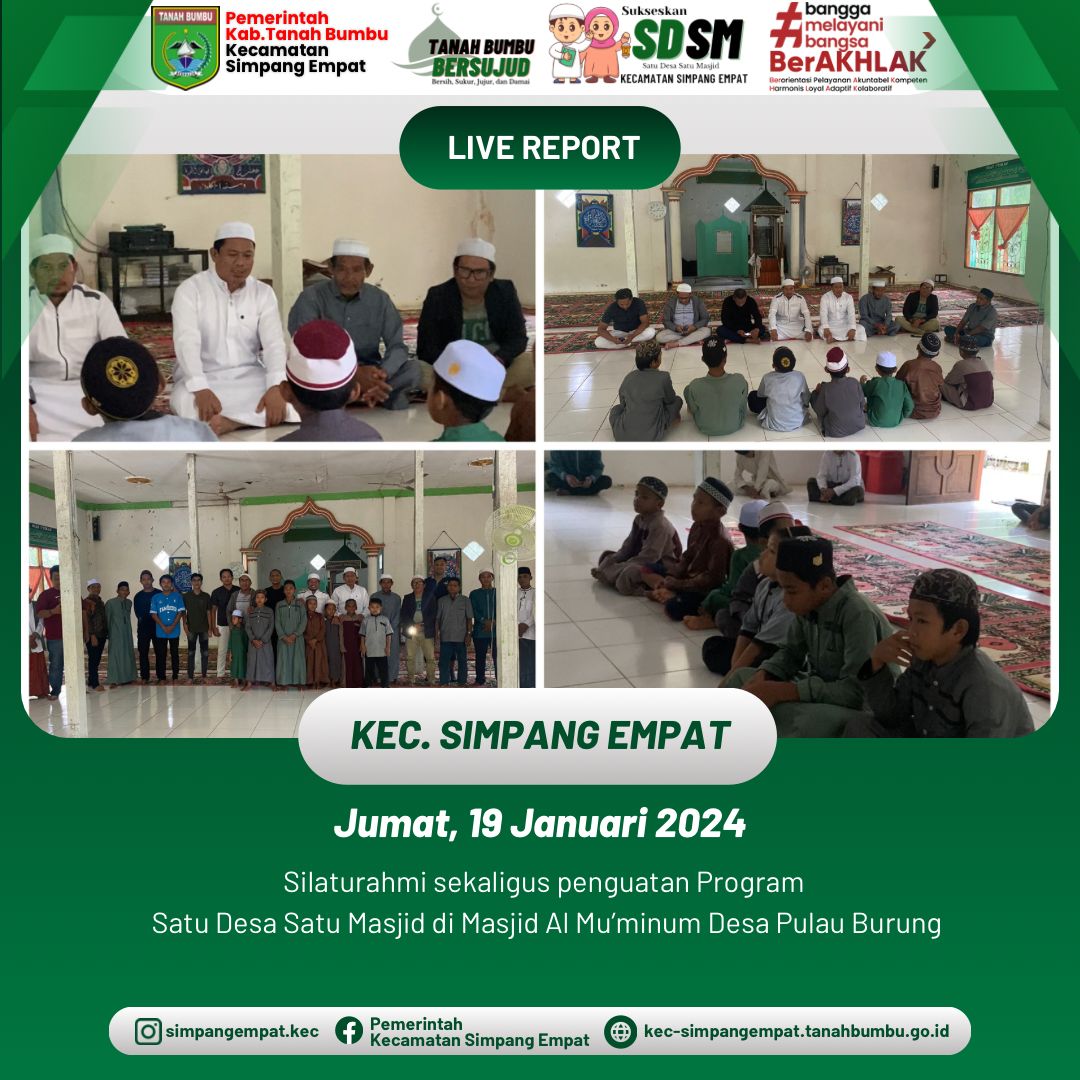 TANAH BUMBU
Pemerintah
Kab.Tanah Bumbu
Kecamatan
Simpang Empat
TANAH BUMBU
BERSUJUD
Bersih, Sukur, Jujur, dan Damai
Sukseskan
SDSM
Satu Desa Satu Masjid
KECAMATAN SIMPANG EMPAT
#bangga
melayani
bangsa
BerAKHLAK
Berorientasi Pelayanan Akuntabel Kompeten
Harmonis Loyal Adaptif Kolaboratif
LIVE REPORT
KEC. SIMPANG EMPAT
Jumat, 19 Januari 2024
Silaturahmi sekaligus penguatan Program
Satu Desa Satu Masjid di Masjid Al Mu’minum Desa Pulau Burung
simpangempat.kec
Pemerintah
Kecamatan Simpang Empat
kec-simpangempat.tanahbumbu.go.id